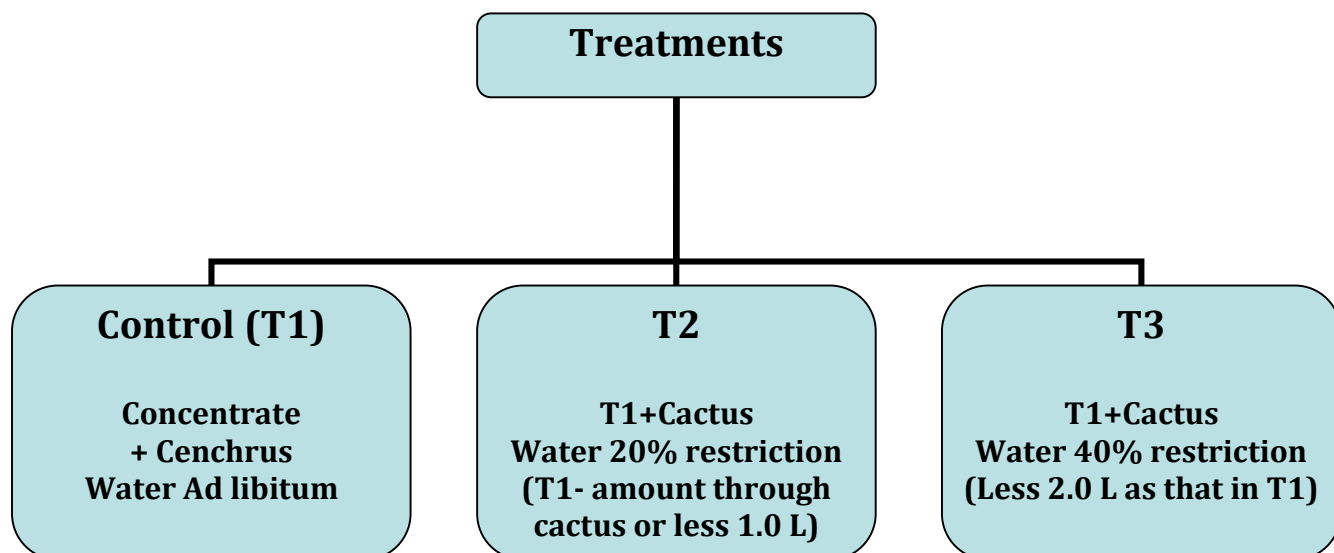 Treatments
Control (T1)
Concentrate
+ Cenchrus
Water Ad libitum
T2
T1+Cactus
Water 20% restriction
(T1- amount through
cactus or less 1.0 L)
T3
T1+Cactus
Water 40% restriction
(Less 2.0 L as that in T1)